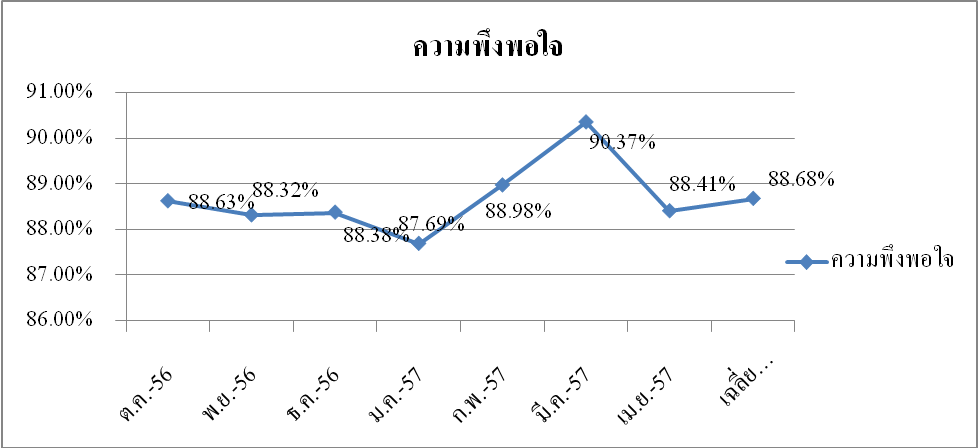 ความพึงพอใจ
91.00%
90.00%
89.00%
88.00%
87.00%
86.00%
88.63%
88.32%
88.38%
87.69%
88.98%
90.37%
88.41%
88.68%
ต.ค.-56
พ.ย.-56
ธ.ค.-56
ม.ค.-57
ก.พ.-57
มี.ค.-57
เม.ย.-57
เฉลี่ย...
ความพึงพอใจ